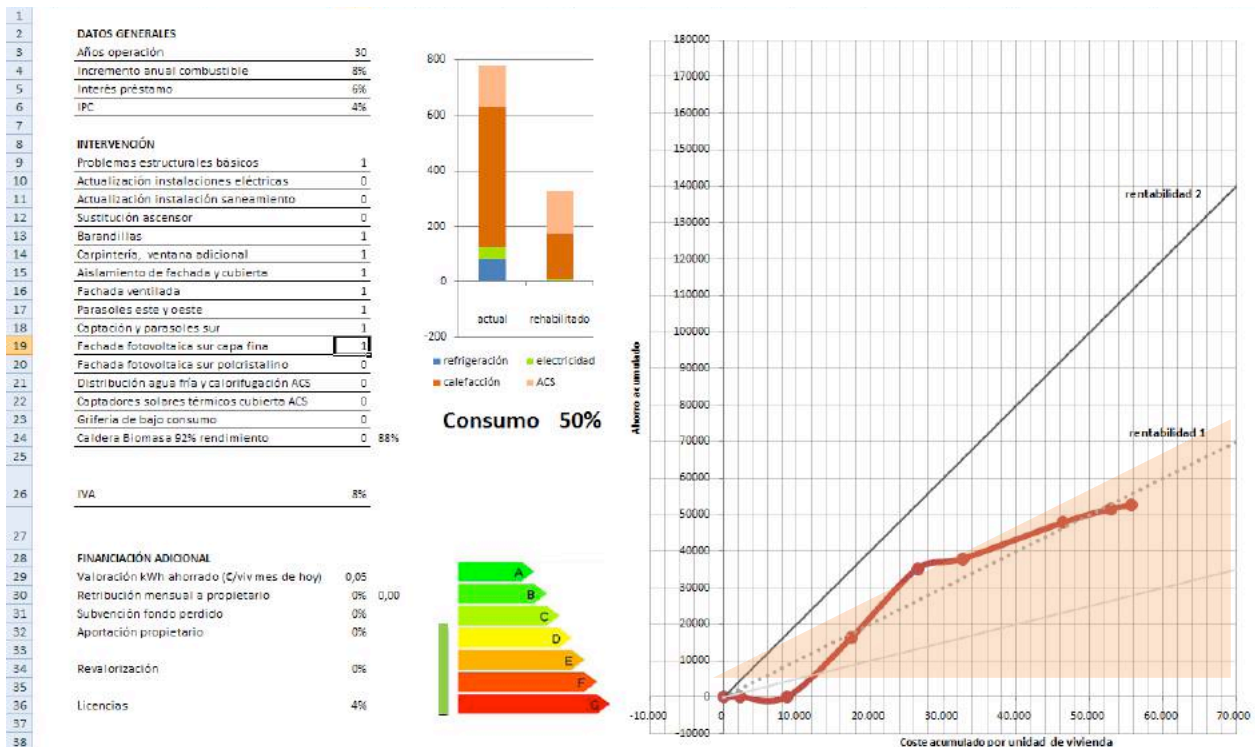 1
2 DATOS GENERALES
3 Años operación 30
4 Incremento anual combustible 8%
5 Interés préstamo 6%
6 IPC 4%
7
8 INTERVENCIÓN
9 Problemas estructurales básicos 1
10 Actualización instalaciones eléctricas 0
11 Actualización instalación saneamiento 0
12 Sustitución ascensor 0
13 Barandillas 1
14 Carpintería, ventana adicional 1
15 Aislamiento de fachada y cubierta 1
16 Fachada ventilada 1
17 Parasoles este y oeste 1
18 Captación y parasoles sur 1
19 Fachada fotovoltaica sur capa fina 1
20 Fachada fotovoltaica sur polcristalino 0
21 Distribución agua fría y calorifugación ACS 0
22 Captadores solares térmicos cubierta ACS 0
23 Grifería de bajo consumo 0
24 Caldera Biomasa 92% rendimiento 0 88%
25
26 IVA 8%
27
28 FINANCIACIÓN ADICIONAL
29 Valoración kWh ahorrado (€/viv mes de hoy) 0,05
30 Retribución mensual a propietario 0% 0,00
31 Subvención fondo perdido 0%
32 Aportación propietario 0%
33
34 Revalorización 0%
35
36 Licencias 4%
37
38
800
600
400
200
0
-200
actual rehabilitado
refrigeración electricidad
calefacción ACS
Consumo 50%
A
B
C
D
E
F
G
180000
170000
160000
150000
140000
130000
120000
110000
100000
90000
80000
70000
60000
50000
40000
30000
20000
10000
0
-10000
Ahorro acumulado
rentabilidad 2
rentabilidad 1
-10.000 0 10.000 20.000 30.000 40.000 50.000 60.000 70.000
Coste acumulado por unidad de vivienda